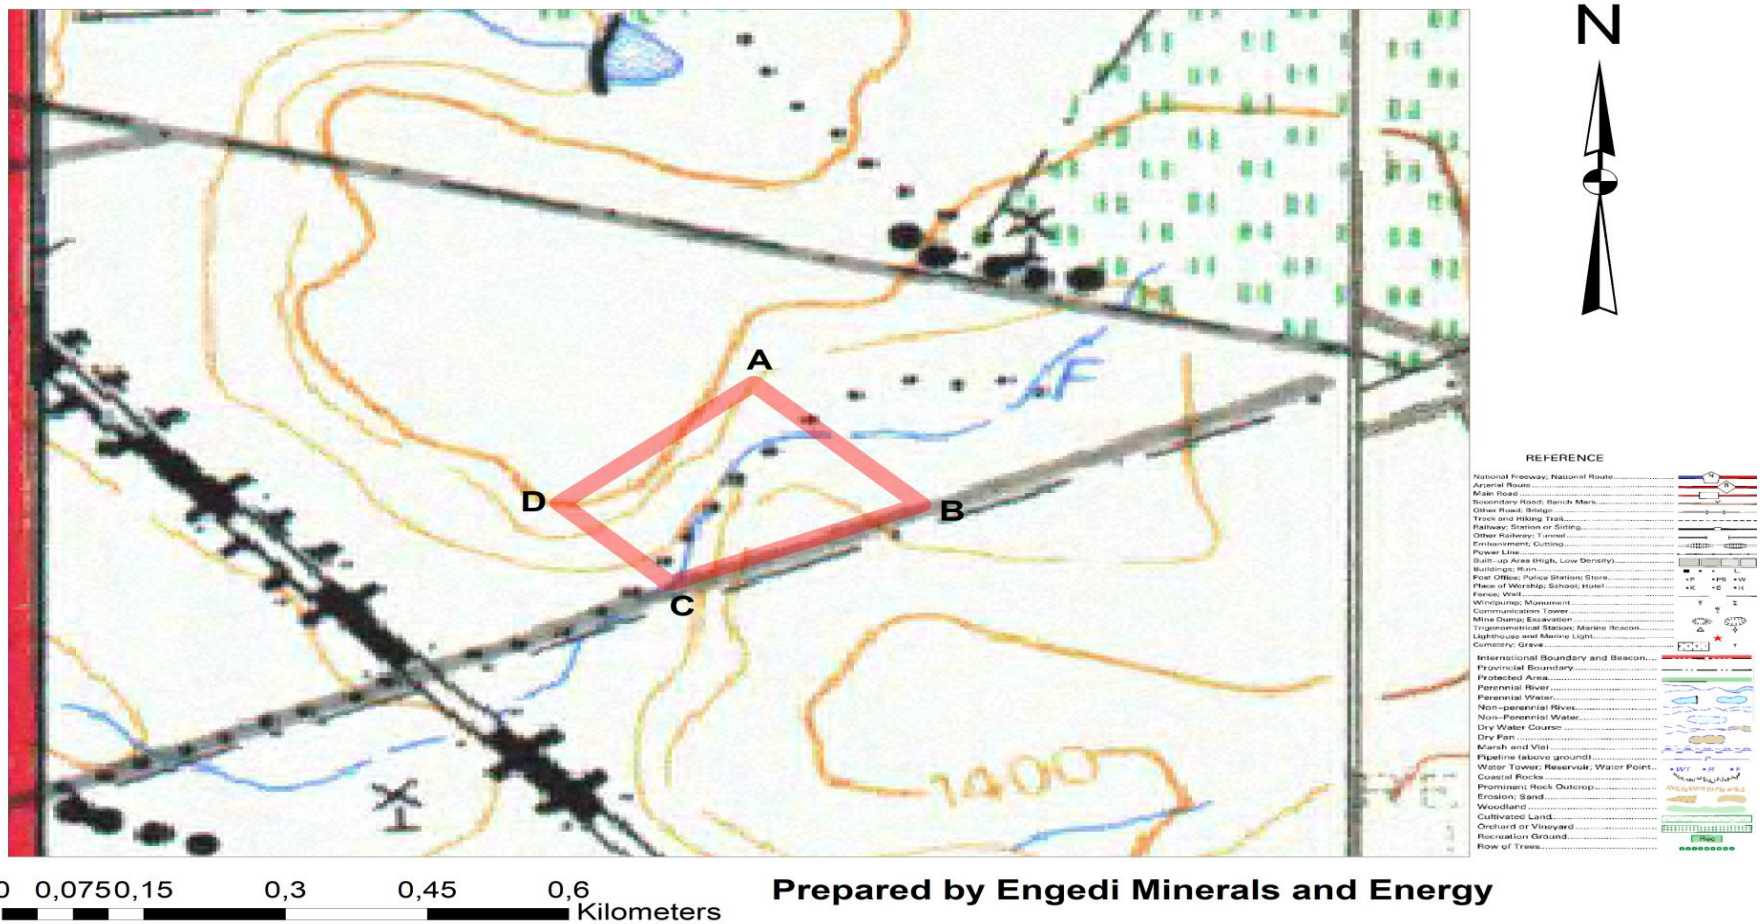 N
A
B
D
C
1400
REFERENCE
National Freeway; National Route
Arterial Route
Main Road
Secondary Road; Bench Mark
Other Road; Bridge
Track and Hiking Trail
Railway; Station or Siding
Other Railway; Tunnel
Embankment; Cutting
Power Line
Built-up Area (High, Low Density)
Buildings; Ruin
Post Office; Police Station; Store
Place of Worship; School; Hotel
Fence; Wall
Windpump; Monument
Communication Tower
Mine Dump; Excavation
Trigonometrical Station; Marine Beacon
Lighthouse and Marine Light
Cemetery; Grave
International Boundary and Beacon
Provincial Boundary
Protected Area
Perennial River
Perennial Water
Non-perennial River
Non-Perennial Water
Dry Water Course
Dry Pan
Marsh and Vlei
Pipeline (above ground)
Water Tower; Reservoir; Water Point
Coastal Rocks
Prominent Rock Outcrop
Erosion; Sand
Woodland
Cultivated Land
Orchard or Vineyard
Recreation Ground
Row of Trees
0 0,075 0,15 0,3 0,45 0,6
Kilometers
Prepared by Engedi Minerals and Energy